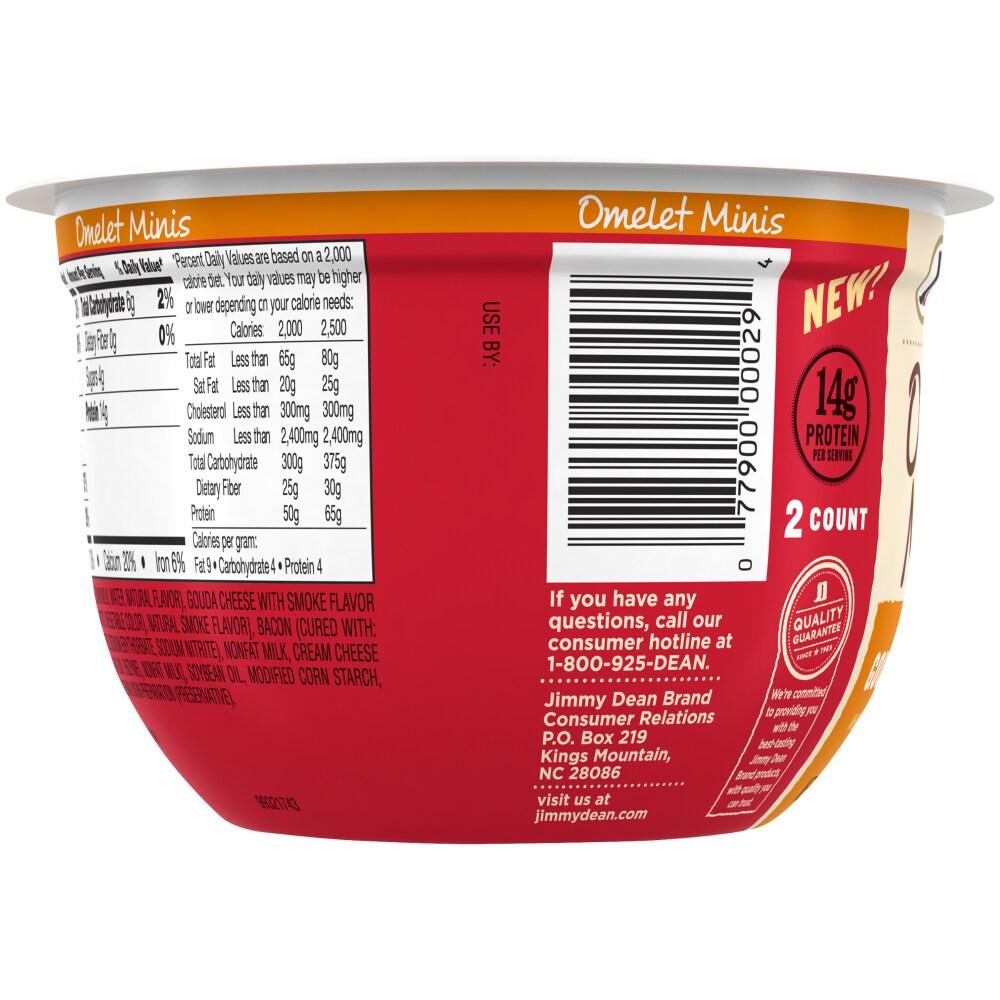 Omelet Minis
Omelet Minis
Amount Per Serving % Daily Value*
Total Carbohydrate 6g 2%
Dietary Fiber 0g 0%
Sugars 4g
Protein 14g
Calcium 20% • Iron 6%
*Percent Daily Values are based on a 2,000
calorie diet. Your daily values may be higher
or lower depending on your calorie needs:
Calories: 2,000 2,500
Total Fat Less than 65g 80g
Sat Fat Less than 20g 25g
Cholesterol Less than 300mg 300mg
Sodium Less than 2,400mg 2,400mg
Total Carbohydrate 300g 375g
Dietary Fiber 25g 30g
Protein 50g 65g
Calories per gram:
Fat 9 • Carbohydrate 4 • Protein 4
WATER, NATURAL FLAVOR), GOUDA CHEESE WITH SMOKE FLAVOR
NATURAL SMOKE FLAVOR), BACON (CURED WITH:
SODIUM NITRITE), NONFAT MILK, CREAM CHEESE
NONFAT MILK), SOYBEAN OIL, MODIFIED CORN STARCH,
(PRESERVATIVE).
99021743
USE BY:
0 77900 00029 4
If you have any
questions, call our
consumer hotline at
1-800-925-DEAN.
Jimmy Dean Brand
Consumer Relations
P.O. Box 219
Kings Mountain,
NC 28086
visit us at
jimmydean.com
NEW!
14g
PROTEIN
PER SERVING
2 COUNT
QUALITY
GUARANTEE
SINCE ★ 1969
We're committed
to providing you
with the
best-tasting
Jimmy Dean
Brand products,
with quality you
can trust.